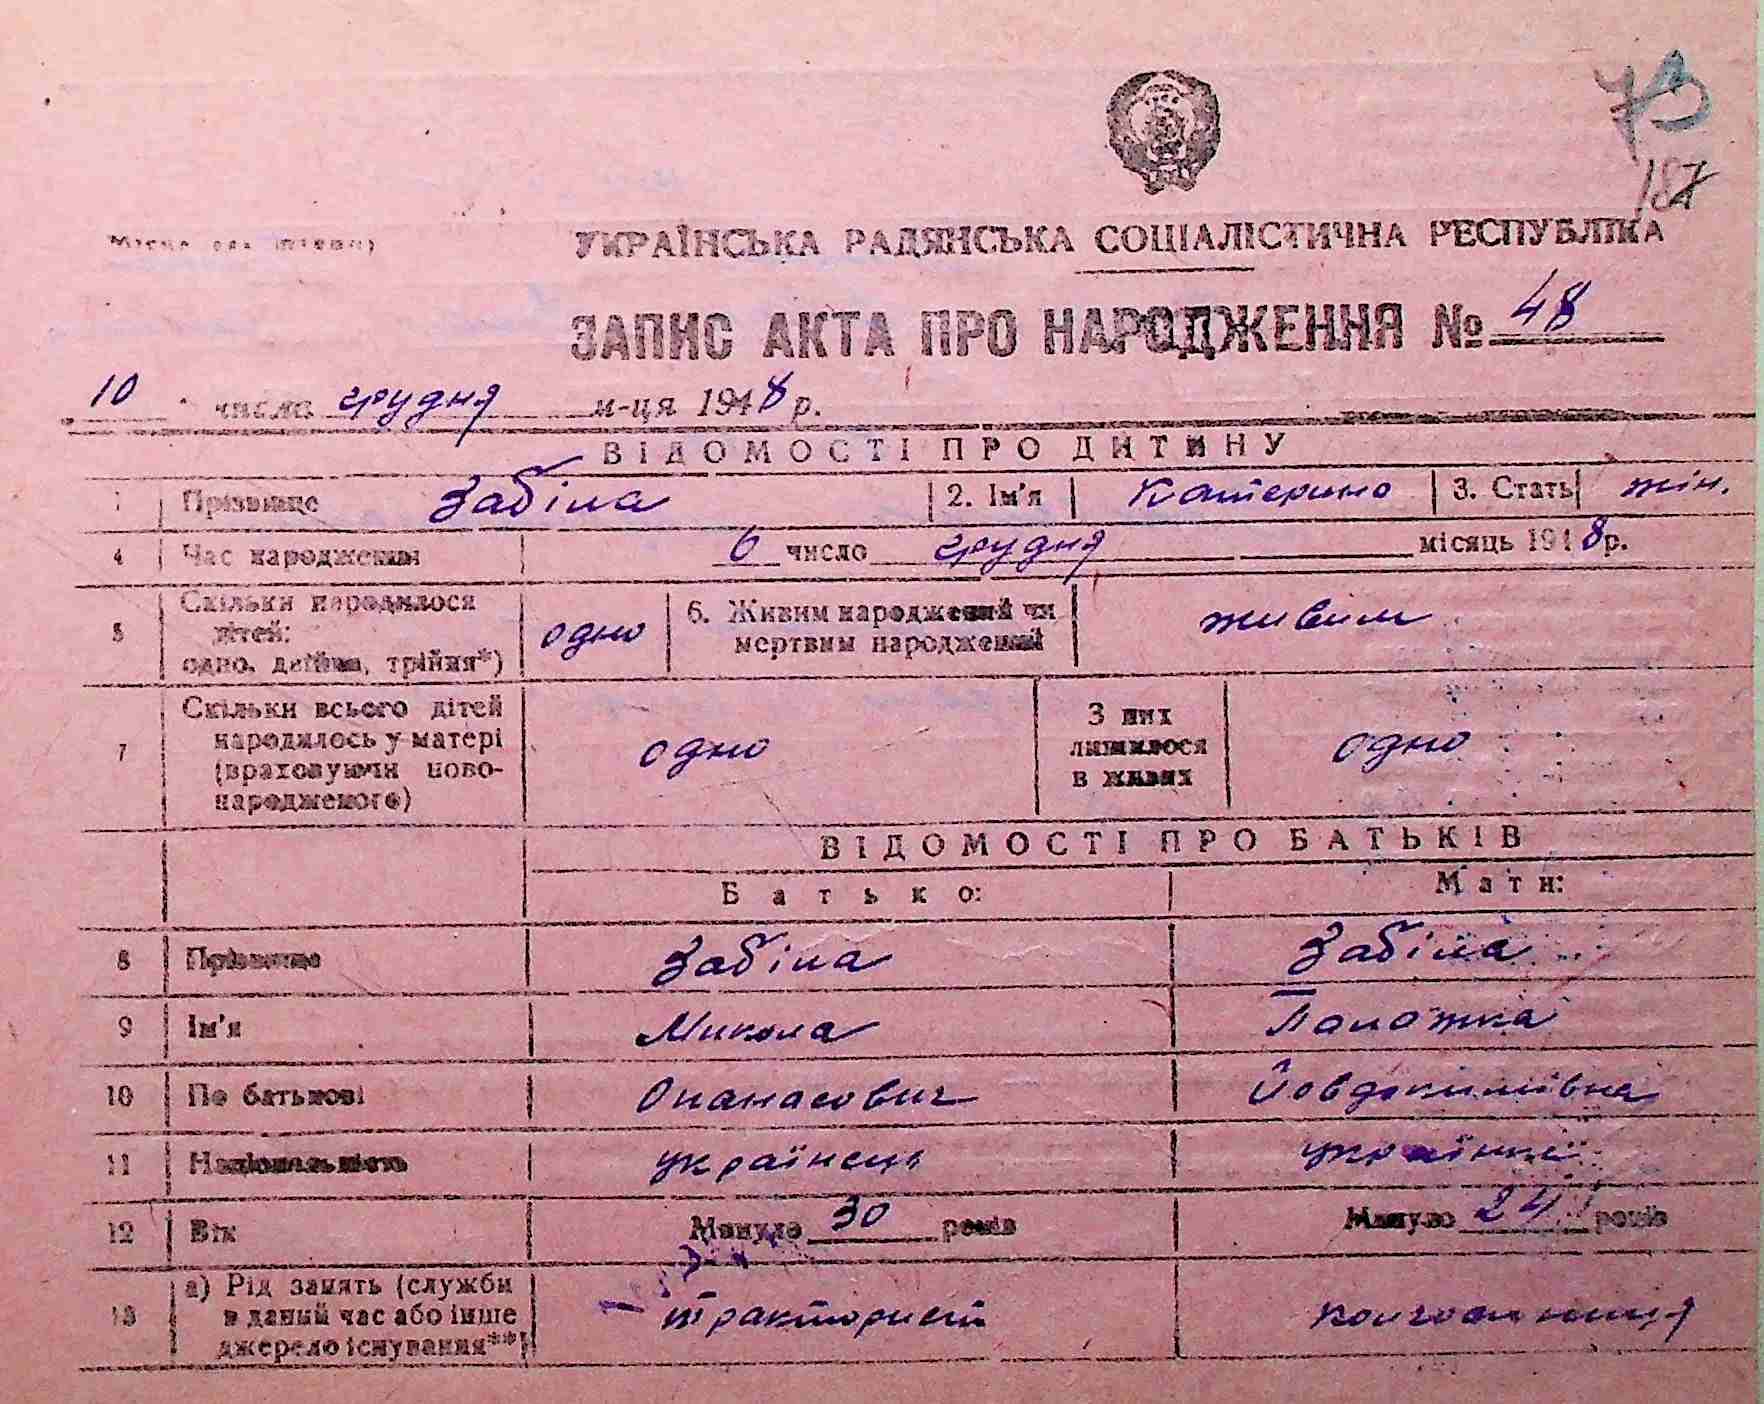 73
187
УКРАЇНСЬКА РАДЯНСЬКА СОЦІАЛІСТИЧНА РЕСПУБЛІКА
ЗАПИС АКТА ПРО НАРОДЖЕННЯ № 48
10 число грудня м-ця 1948 р.
ВІДОМОСТІ ПРО ДИТИНУ
1 Прізвище Забіла 2. Ім'я Катерина 3. Стать жін.
4 Час народження 6 число грудня місяць 1948 р.
5 Скільки народилося дітей: одно, двійня, трійня*) одно 6. Живим народжений чи мертвим народжений живим
7 Скільки всього дітей народилось у матері (враховуючи ново-народженого) одно З них лишилося в живих одно
ВІДОМОСТІ ПРО БАТЬКІВ
Батько: Мати:
8 Прізвище Забіла Забіла
9 Ім'я Микола Палажка
10 По батькові Опанасович Йовдокимівна
11 Національність українець українка
12 Вік Минуло 30 років Минуло 24 років
13 а) Рід занять (служби в даний час або інше джерело існування**) тракторист колгоспниця